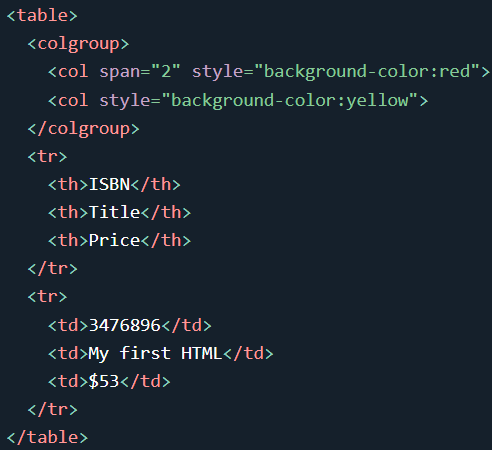 <table>
  <colgroup>
    <col span="2" style="background-color:red">
    <col style="background-color:yellow">
  </colgroup>
  <tr>
    <th>ISBN</th>
    <th>Title</th>
    <th>Price</th>
  </tr>
  <tr>
    <td>3476896</td>
    <td>My first HTML</td>
    <td>$53</td>
  </tr>
</table>